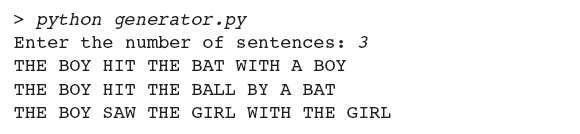 > python generator.py
Enter the number of sentences: 3
THE BOY HIT THE BAT WITH A BOY
THE BOY HIT THE BALL BY A BAT
THE BOY SAW THE GIRL WITH THE GIRL